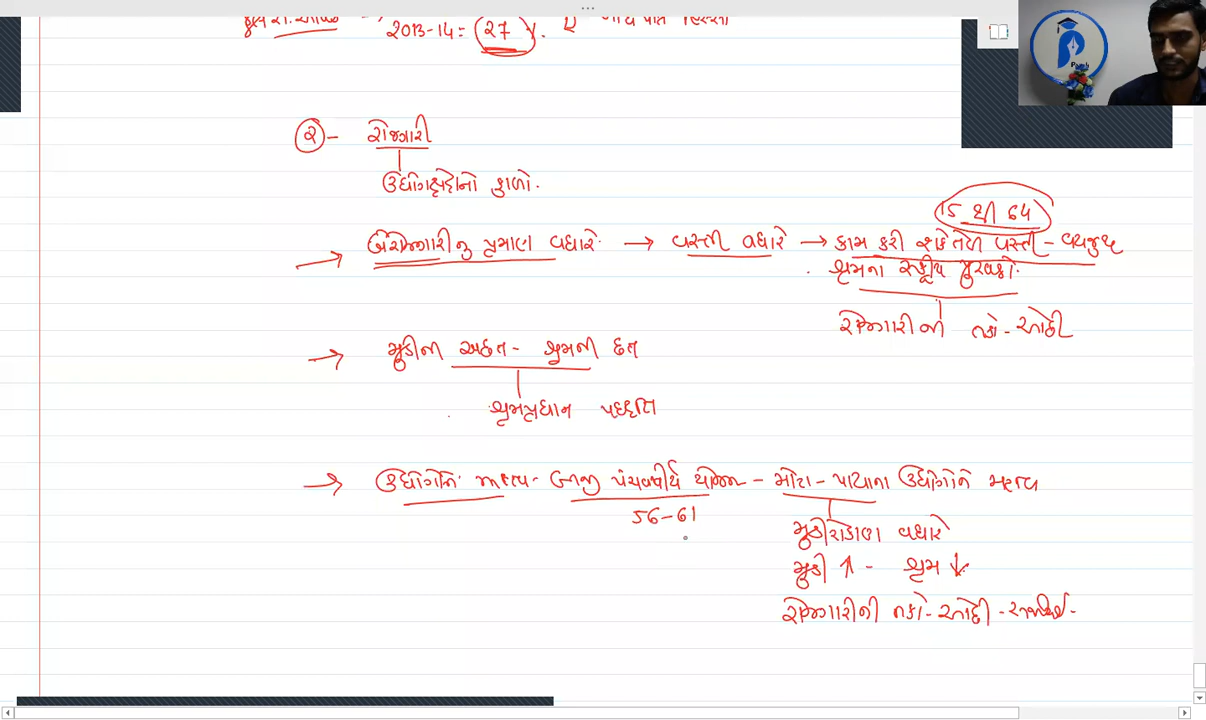 2013-14 = 27 %.
૨ - રોજગારી
ઉદ્યોગક્ષેત્રનો ફાળો.
બેરોજગારીનું પ્રમાણ વધારે → વસ્તી વધારે → કામ કરી શકે તેવી વસ્તી - વયજૂથ
15 થી 64
શ્રમના પુરવઠો
રોજગારીની તકો - ઓછી
→ મુડીની અછત - શ્રમની છત
શ્રમપ્રધાન પદ્ધતિ
→ ઉદ્યોગોને મહત્વ - બીજી પંચવર્ષીય યોજના - મોટા - પાયાના ઉદ્યોગોને મહત્વ
56-61
મુડીરોકાણ વધારે
મુડી ↑ - શ્રમ ↓
રોજગારીની તકો - ઓછી -